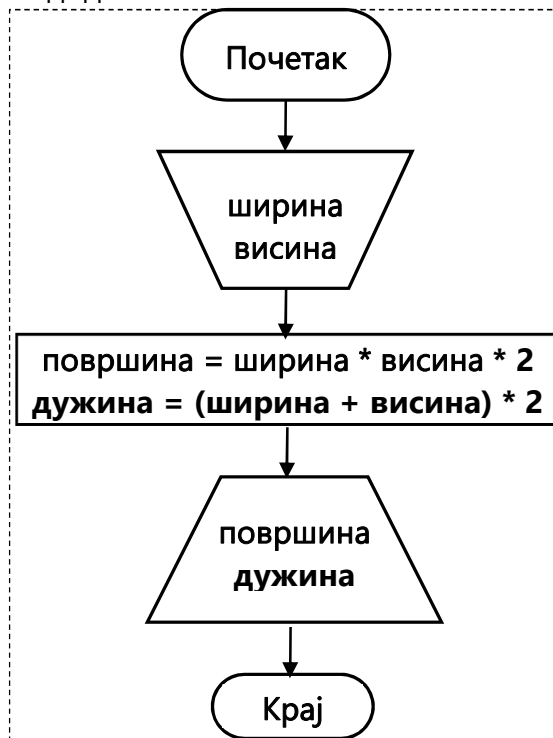 Почетак
ширина
висина
површина = ширина * висина * 2
дужина = (ширина + висина) * 2
површина
дужина
Крај